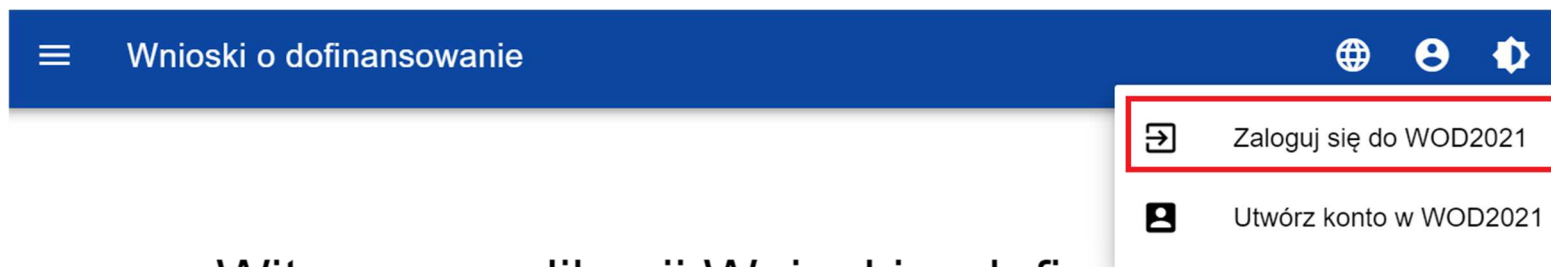 Wnioski o dofinansowanie
Zaloguj się do WOD2021
Utwórz konto w WOD2021